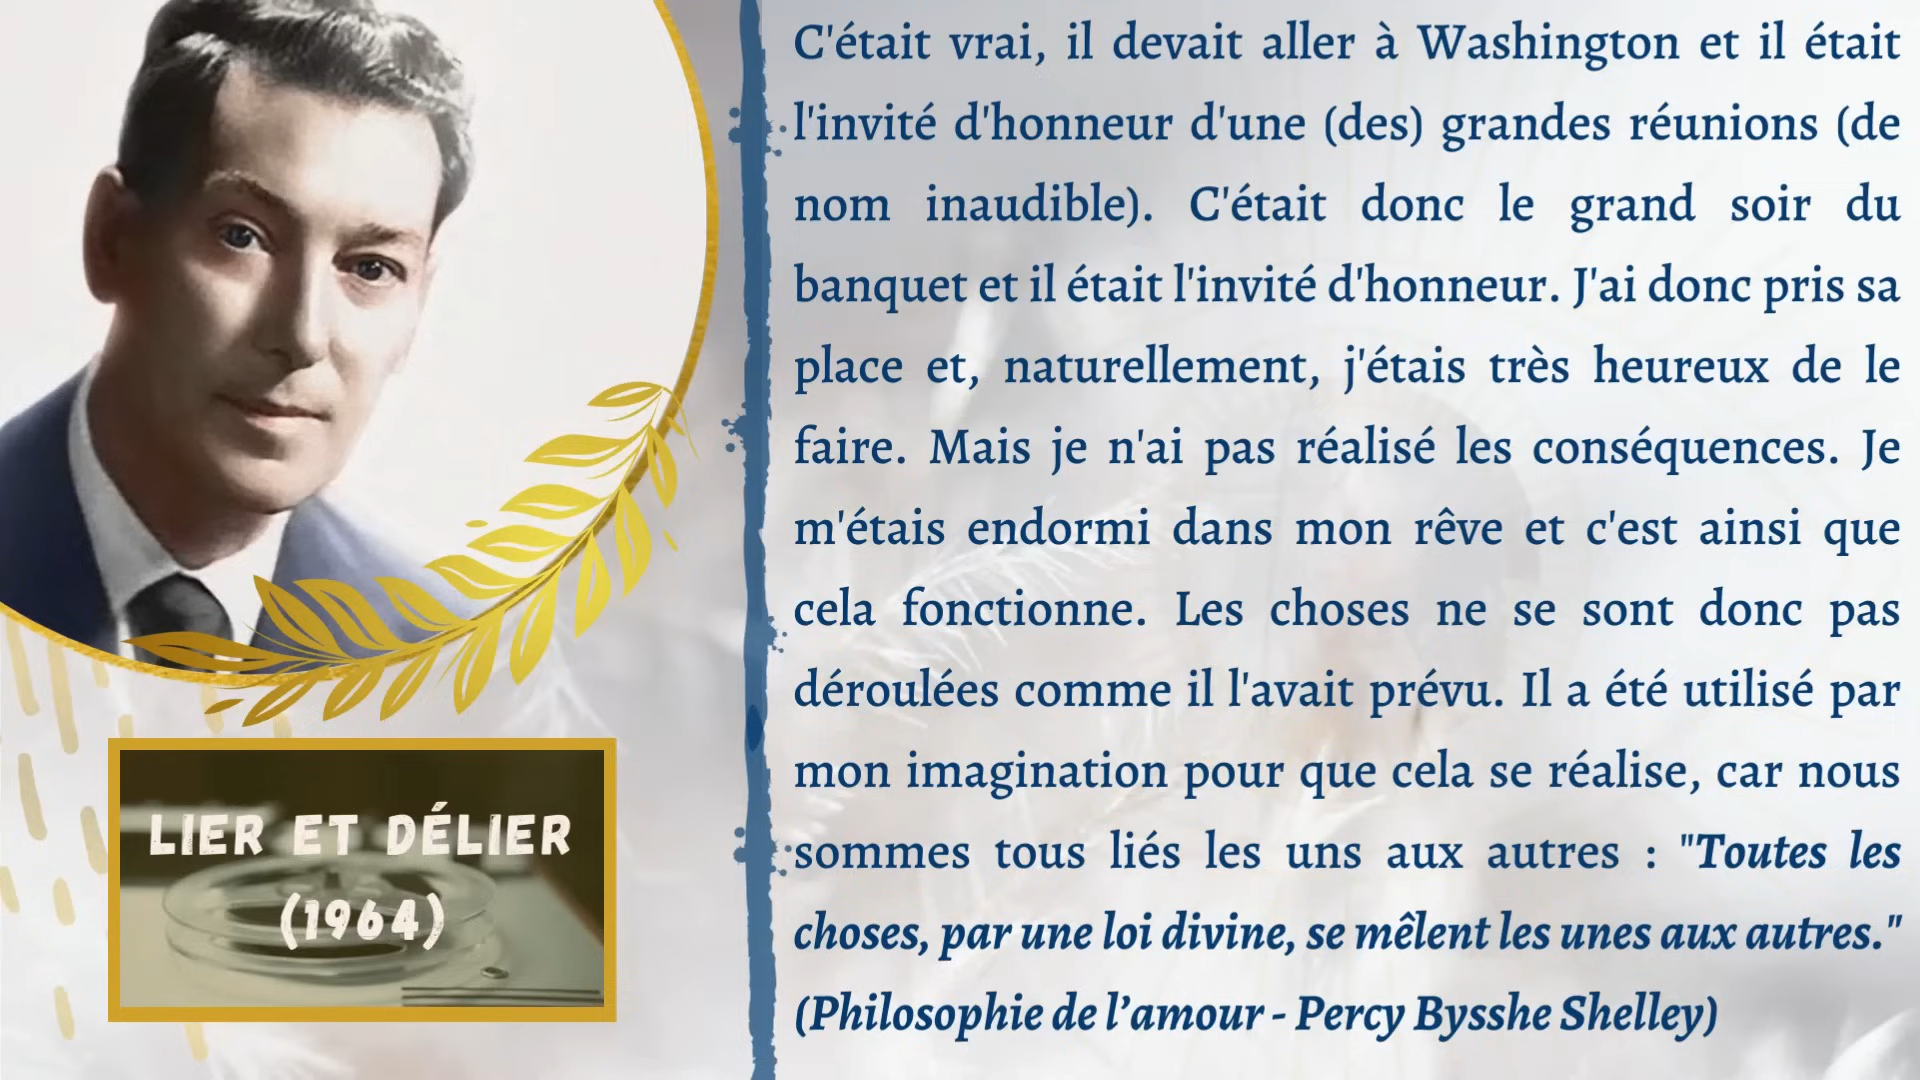 C'était vrai, il devait aller à Washington et il était
l'invité d'honneur d'une (des) grandes réunions (de
nom inaudible). C'était donc le grand soir du
banquet et il était l'invité d'honneur. J'ai donc pris sa
place et, naturellement, j'étais très heureux de le
faire. Mais je n'ai pas réalisé les conséquences. Je
m'étais endormi dans mon rêve et c'est ainsi que
cela fonctionne. Les choses ne se sont donc pas
déroulées comme il l'avait prévu. Il a été utilisé par
mon imagination pour que cela se réalise, car nous
sommes tous liés les uns aux autres : "Toutes les
choses, par une loi divine, se mêlent les unes aux autres."
(Philosophie de l’amour - Percy Bysshe Shelley)
LIER ET DÉLIER
(1964)